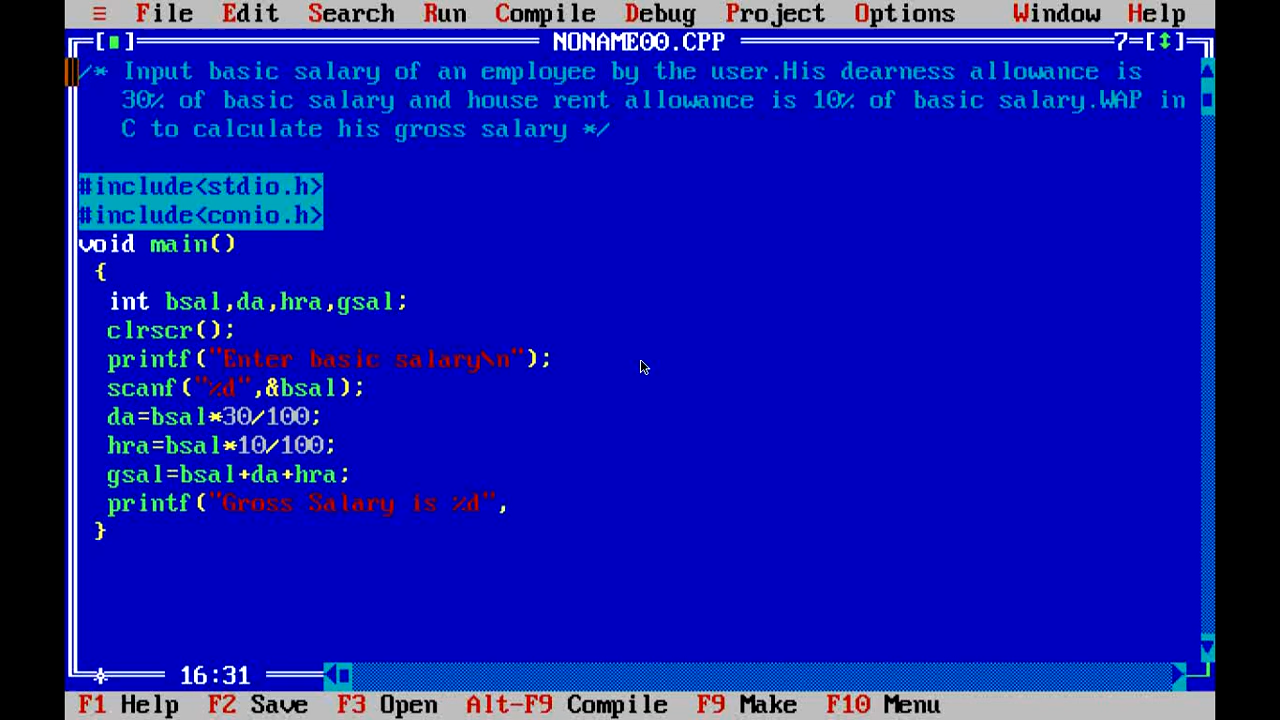 ≡ File Edit Search Run Compile Debug Project Options Window Help
[■] NONAME00.CPP 7=[↕]
/* Input basic salary of an employee by the user.His dearness allowance is
30% of basic salary and house rent allowance is 10% of basic salary.WAP in
C to calculate his gross salary */
#include<stdio.h>
#include<conio.h>
void main()
{
int bsal,da,hra,gsal;
clrscr();
printf("Enter basic salary\n");
scanf("%d",&bsal);
da=bsal*30/100;
hra=bsal*10/100;
gsal=bsal+da+hra;
printf("Gross Salary is %d",
}
16:31
F1 Help F2 Save F3 Open Alt-F9 Compile F9 Make F10 Menu